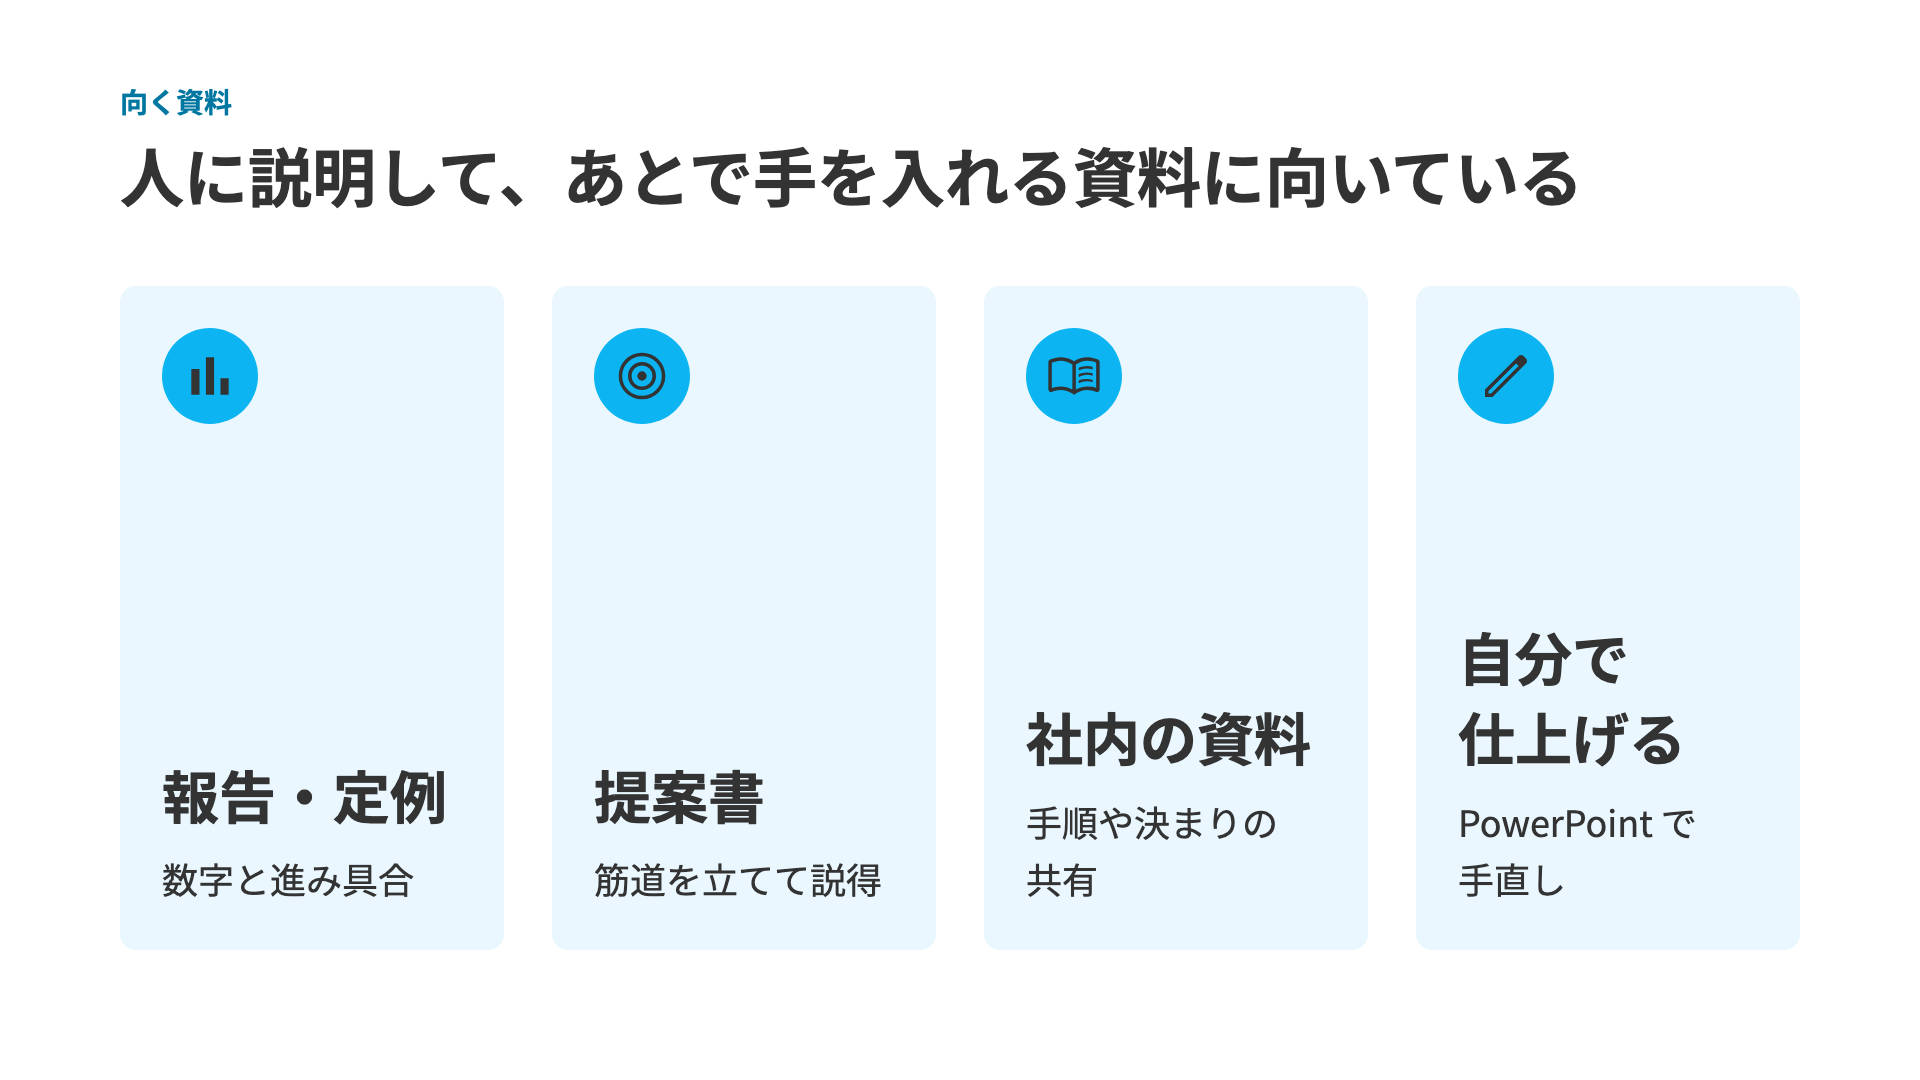 向く資料
人に説明して、あとで手を入れる資料に向いている
報告・定例
数字と進み具合
提案書
筋道を立てて説得
社内の資料
手順や決まりの
共有
自分で
仕上げる
PowerPoint で
手直し